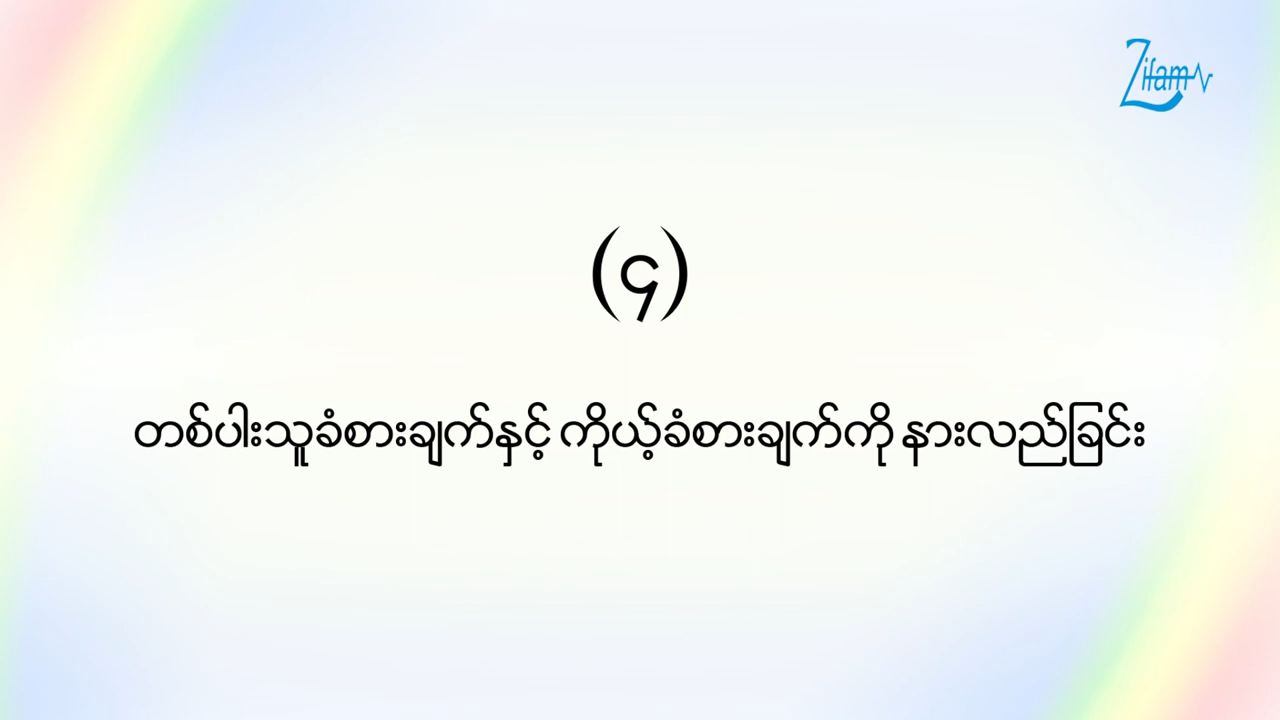 Zifam
(၄)
တစ်ပါးသူခံစားချက်နှင့် ကိုယ့်ခံစားချက်ကို နားလည်ခြင်း